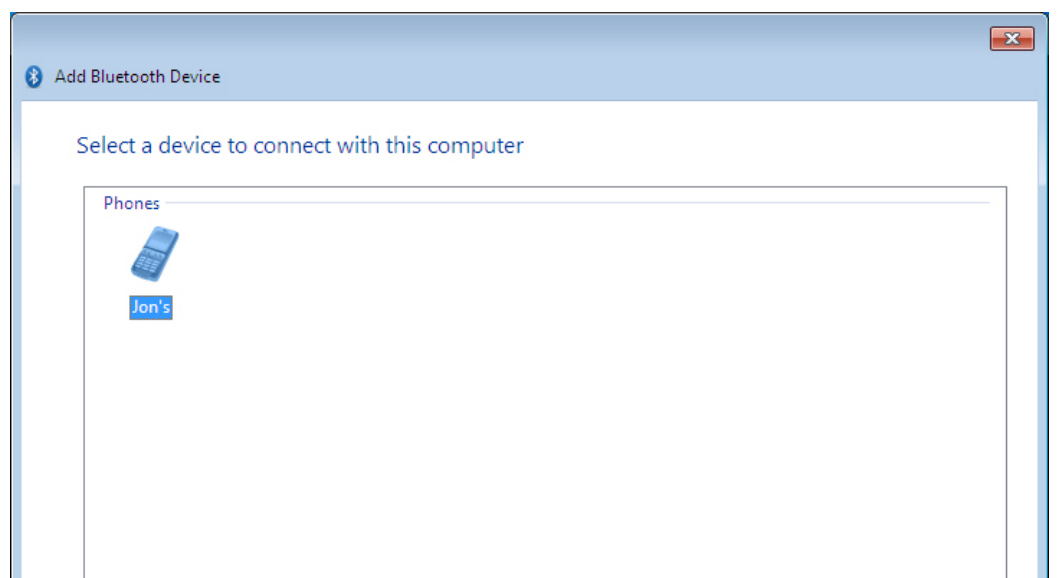 Add Bluetooth Device
Select a device to connect with this computer
Phones
Jon's